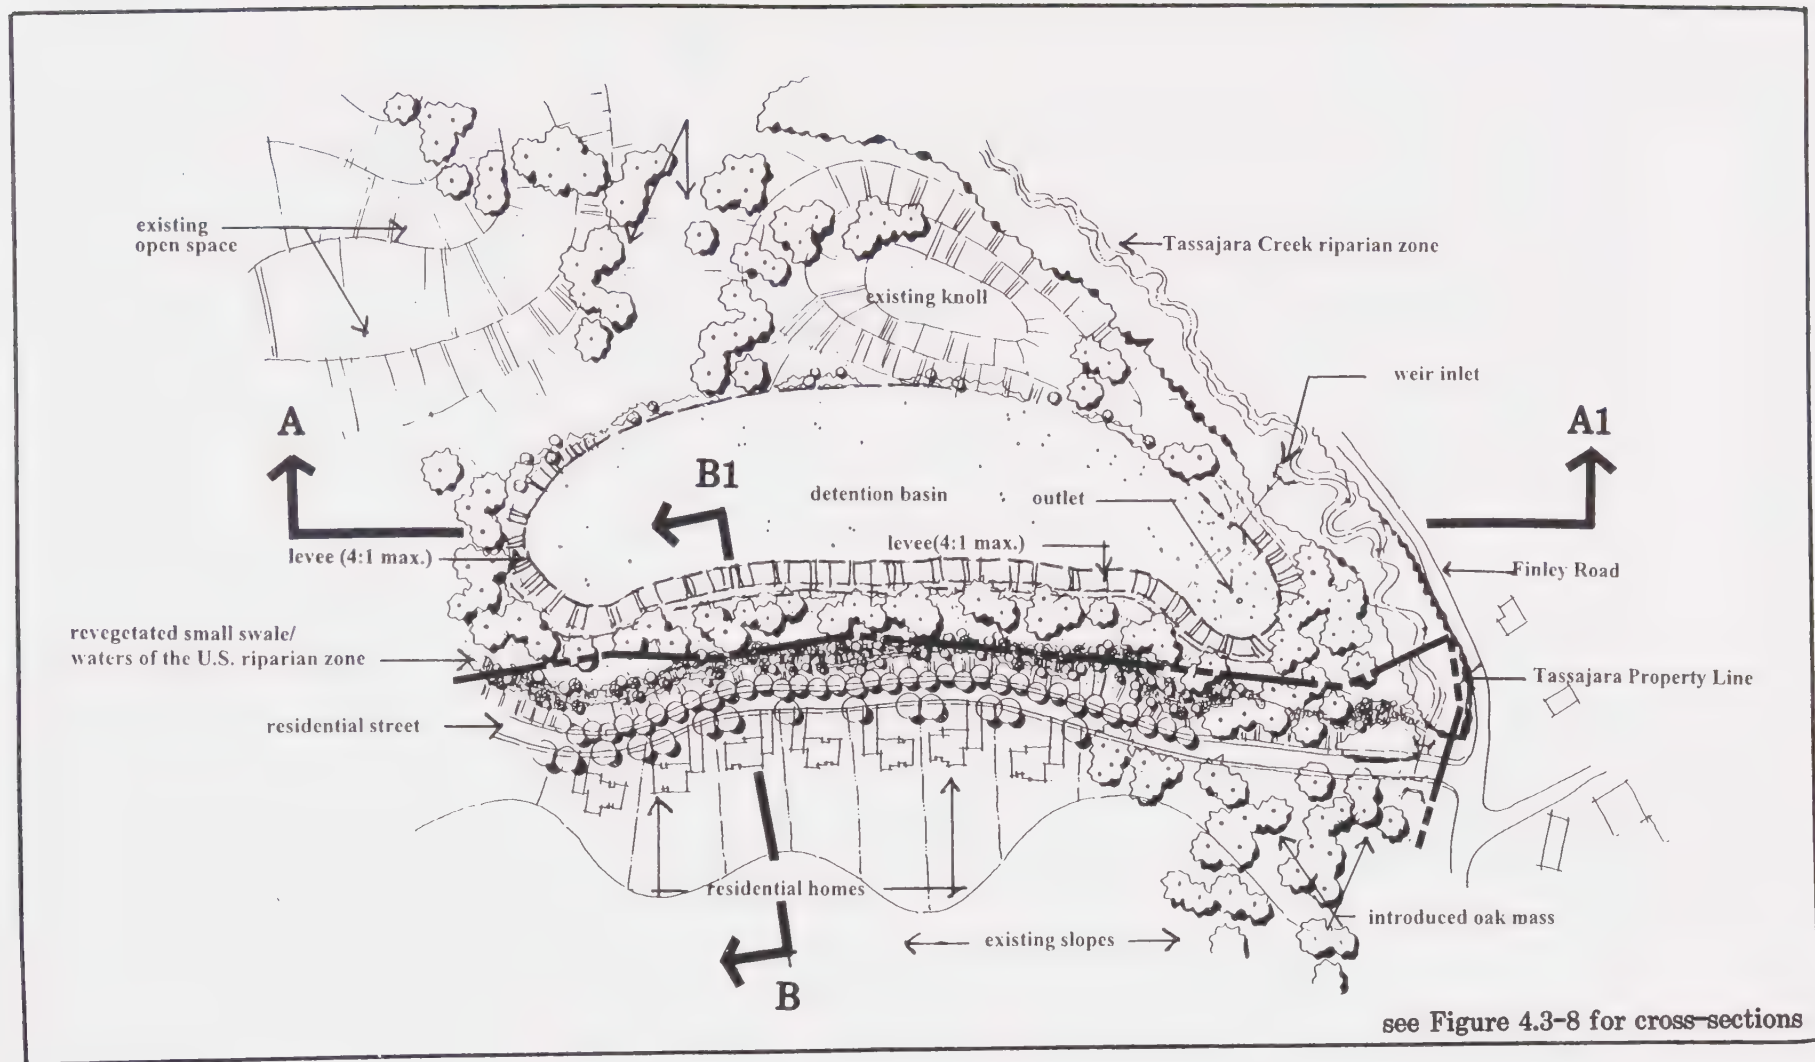 existing
open space
Tassajara Creek riparian zone
existing knoll
weir inlet
A
A1
B1
detention basin
outlet
levee (4:1 max.)
levee(4:1 max.)
Finley Road
revegetated small swale/
waters of the U.S. riparian zone
Tassajara Property Line
residential street
residential homes
introduced oak mass
existing slopes
B
see Figure 4.3-8 for cross-sections